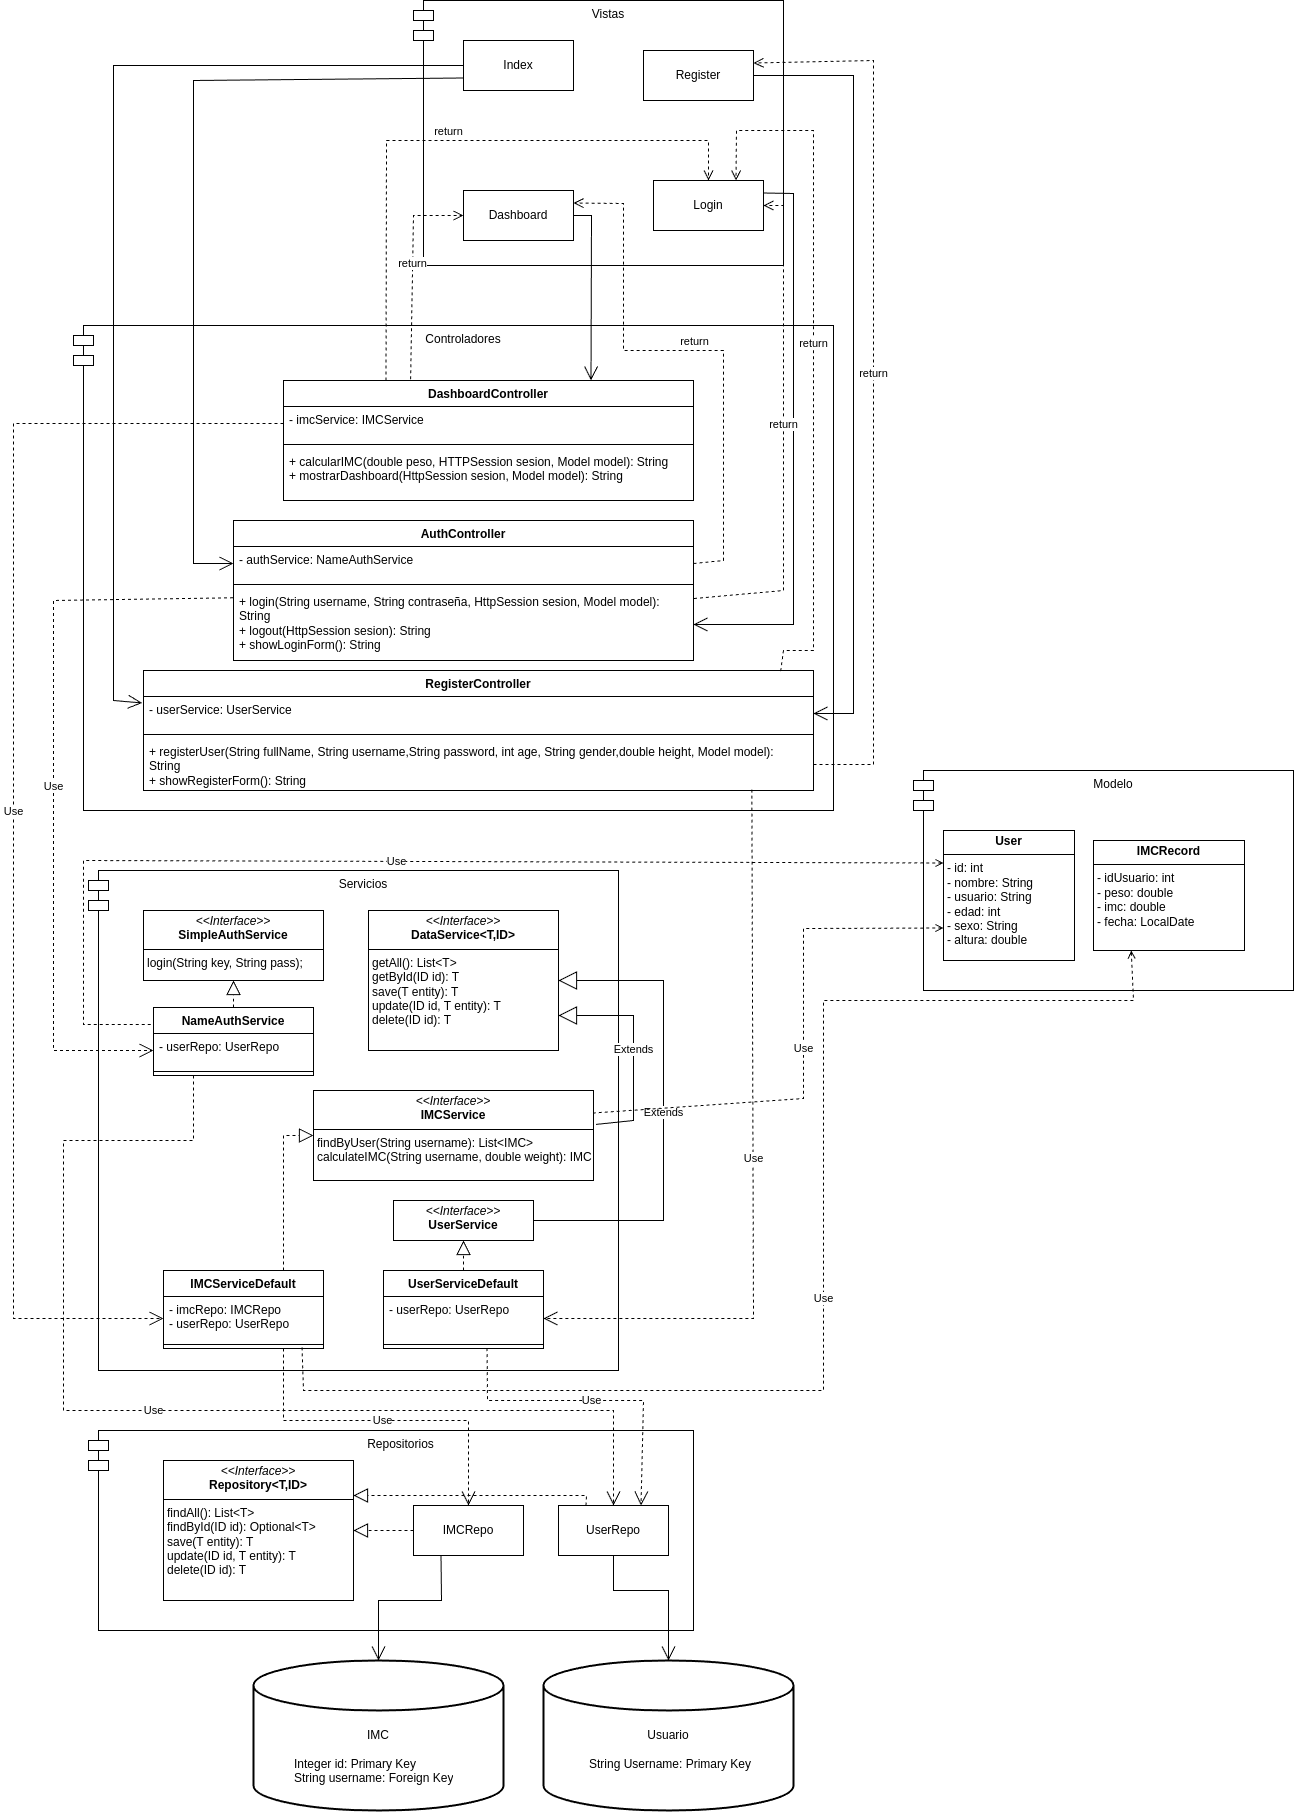 Vistas
Index
Register
return
Dashboard
Login
return
Controladores
return
return
return
return
DashboardController
- imcService: IMCService
+ calcularIMC(double peso, HTTPSession sesion, Model model): String
+ mostrarDashboard(HttpSession sesion, Model model): String
AuthController
- authService: NameAuthService
+ login(String username, String contraseña, HttpSession sesion, Model model):
String
+ logout(HttpSession sesion): String
+ showLoginForm(): String
RegisterController
- userService: UserService
+ registerUser(String fullName, String username,String password, int age, String gender,double height, Model model):
String
+ showRegisterForm(): String
Use
Use
Modelo
User
- id: int
- nombre: String
- usuario: String
- edad: int
- sexo: String
- altura: double
IMCRecord
- idUsuario: int
- peso: double
- imc: double
- fecha: LocalDate
Use
Servicios
<<Interface>>
SimpleAuthService
login(String key, String pass);
<<Interface>>
DataService<T,ID>
getAll(): List<T>
getById(ID id): T
save(T entity): T
update(ID id, T entity): T
delete(ID id): T
NameAuthService
- userRepo: UserRepo
Extends
Use
<<Interface>>
IMCService
findByUser(String username): List<IMC>
calculateIMC(String username, double weight): IMC
Extends
Use
<<Interface>>
UserService
IMCServiceDefault
- imcRepo: IMCRepo
- userRepo: UserRepo
UserServiceDefault
- userRepo: UserRepo
Use
Use
Use
Use
Repositorios
<<Interface>>
Repository<T,ID>
findAll(): List<T>
findById(ID id): Optional<T>
save(T entity): T
update(ID id, T entity): T
delete(ID id): T
IMCRepo
UserRepo
IMC
Integer id: Primary Key
String username: Foreign Key
Usuario
String Username: Primary Key